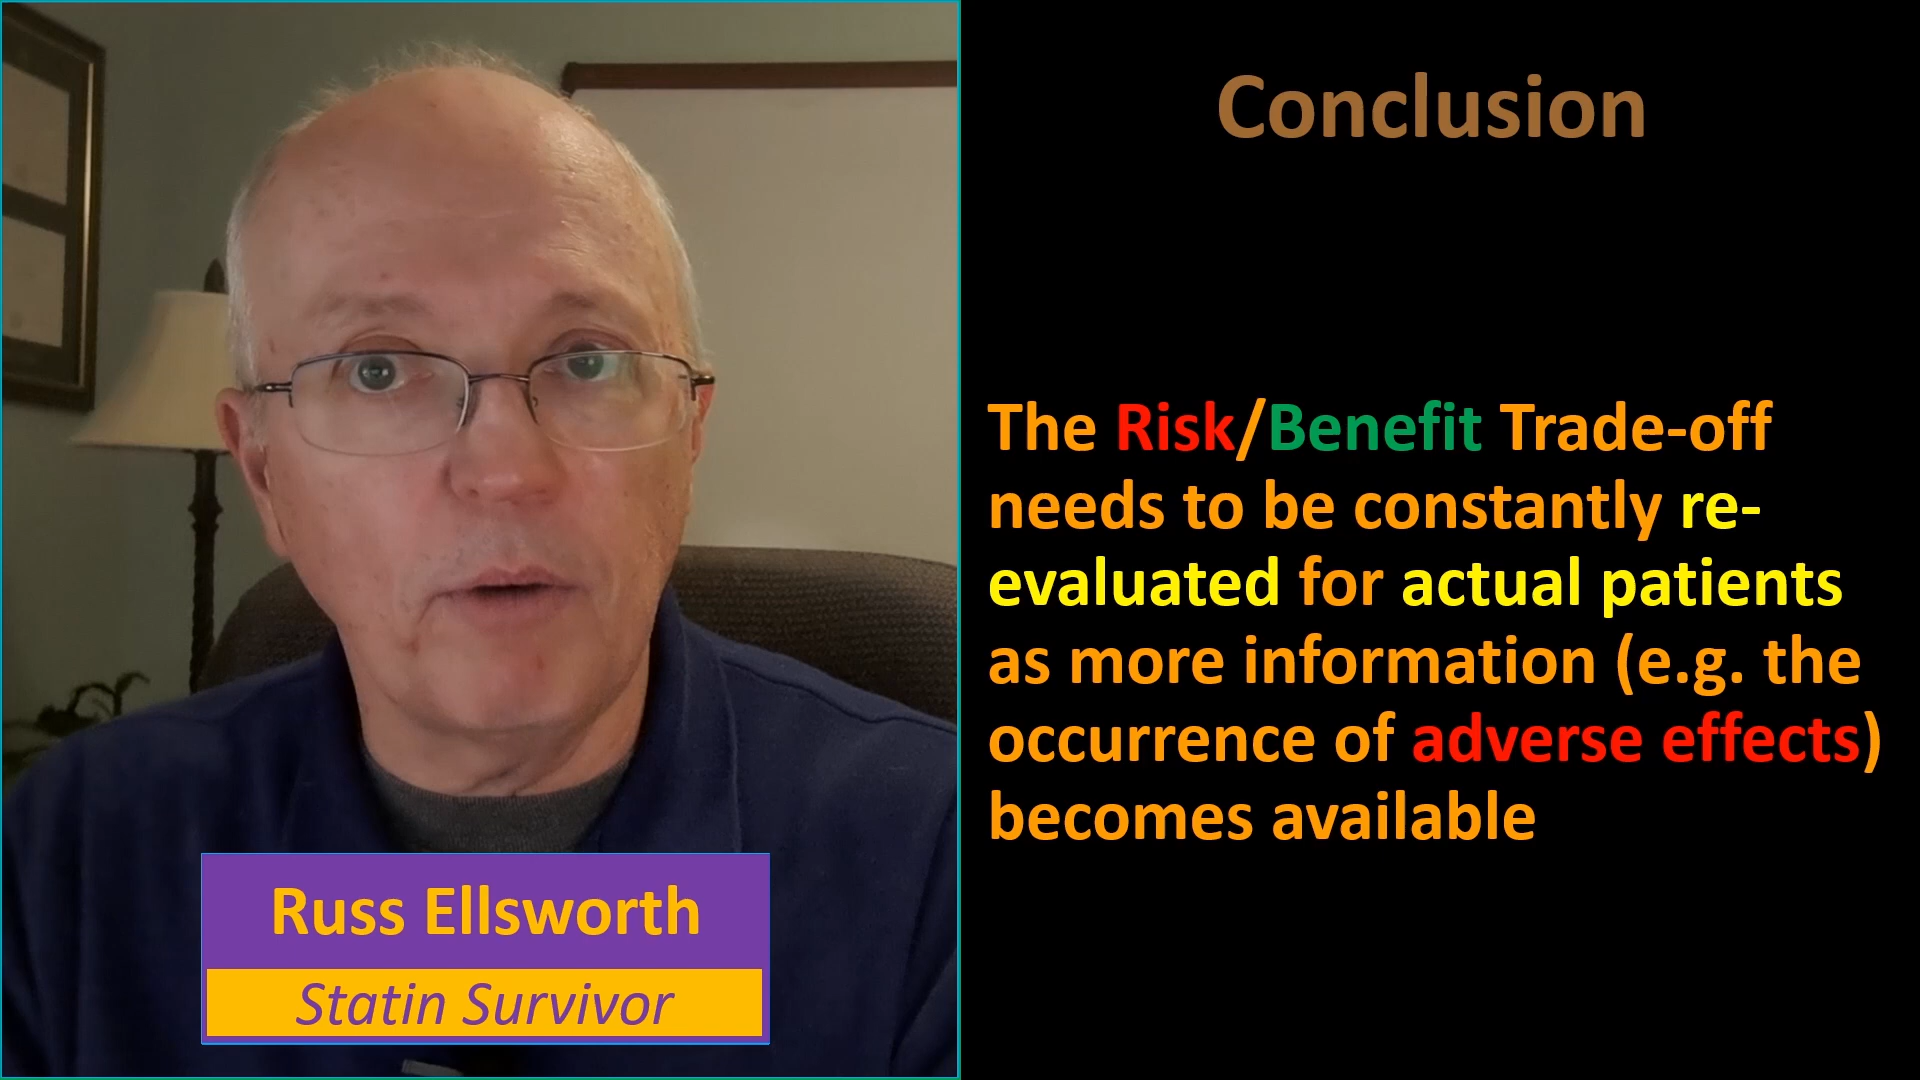 Conclusion
The Risk/Benefit Trade-off
needs to be constantly re-
evaluated for actual patients
as more information (e.g. the
occurrence of adverse effects)
becomes available
Russ Ellsworth
Statin Survivor